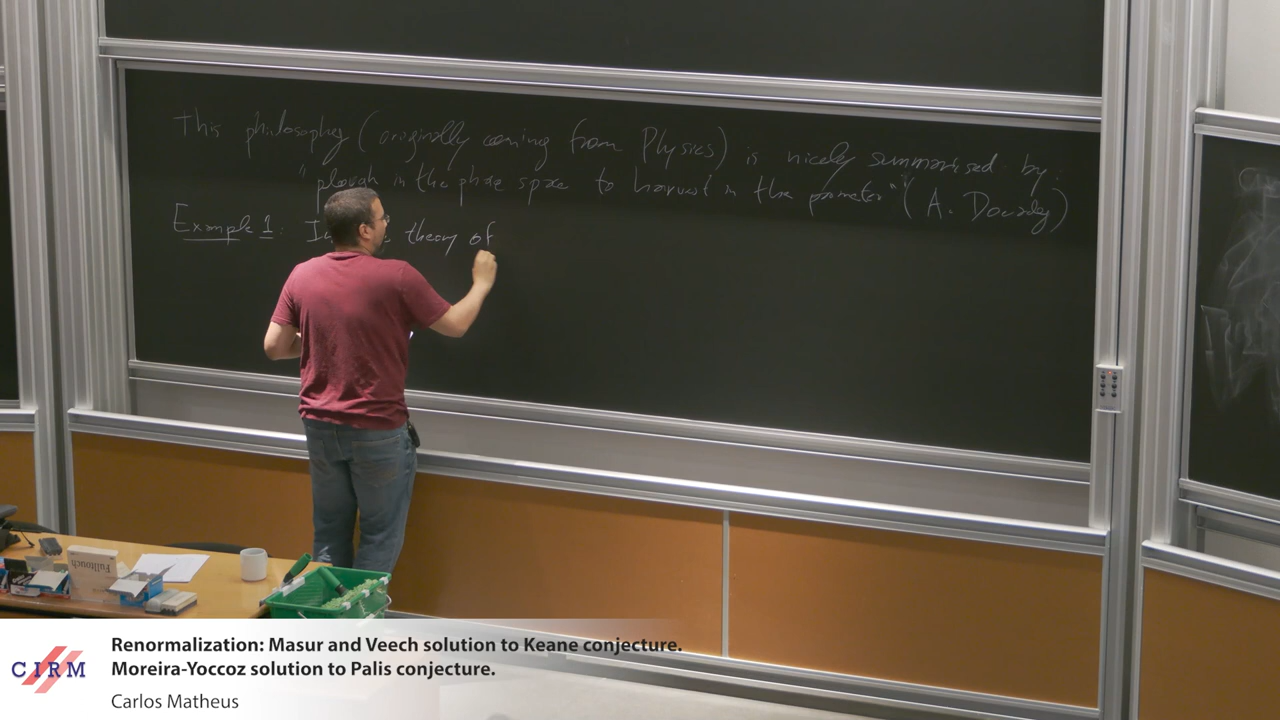 This philosophy (originally coming from Physics) is nicely summarised by:
"plough in the phase space to harvest in the parameter" (A. Douady)
Example 1: In theory of
Fulltouch
CIRM
Renormalization: Masur and Veech solution to Keane conjecture.
Moreira-Yoccoz solution to Palis conjecture.
Carlos Matheus